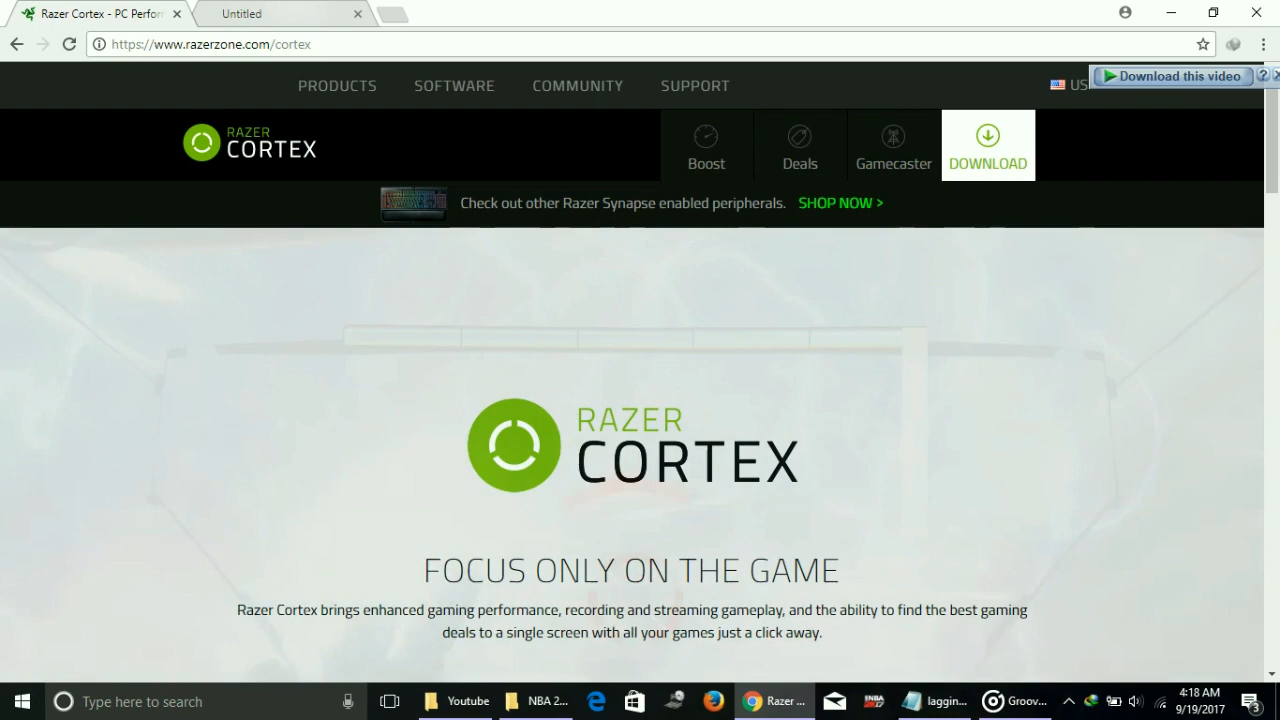 Razer Cortex - PC Perfor
Untitled
https://www.razerzone.com/cortex
PRODUCTS SOFTWARE COMMUNITY SUPPORT US
Download this video ?
RAZER
CORTEX
Boost Deals Gamecaster DOWNLOAD
Check out other Razer Synapse enabled peripherals. SHOP NOW >
RAZER
CORTEX
FOCUS ONLY ON THE GAME
Razer Cortex brings enhanced gaming performance, recording and streaming gameplay, and the ability to find the best gaming
deals to a single screen with all your games just a click away.
Type here to search
Youtube
NBA 2...
Razer ...
laggin...
Groov...
4:18 AM
9/19/2017
3